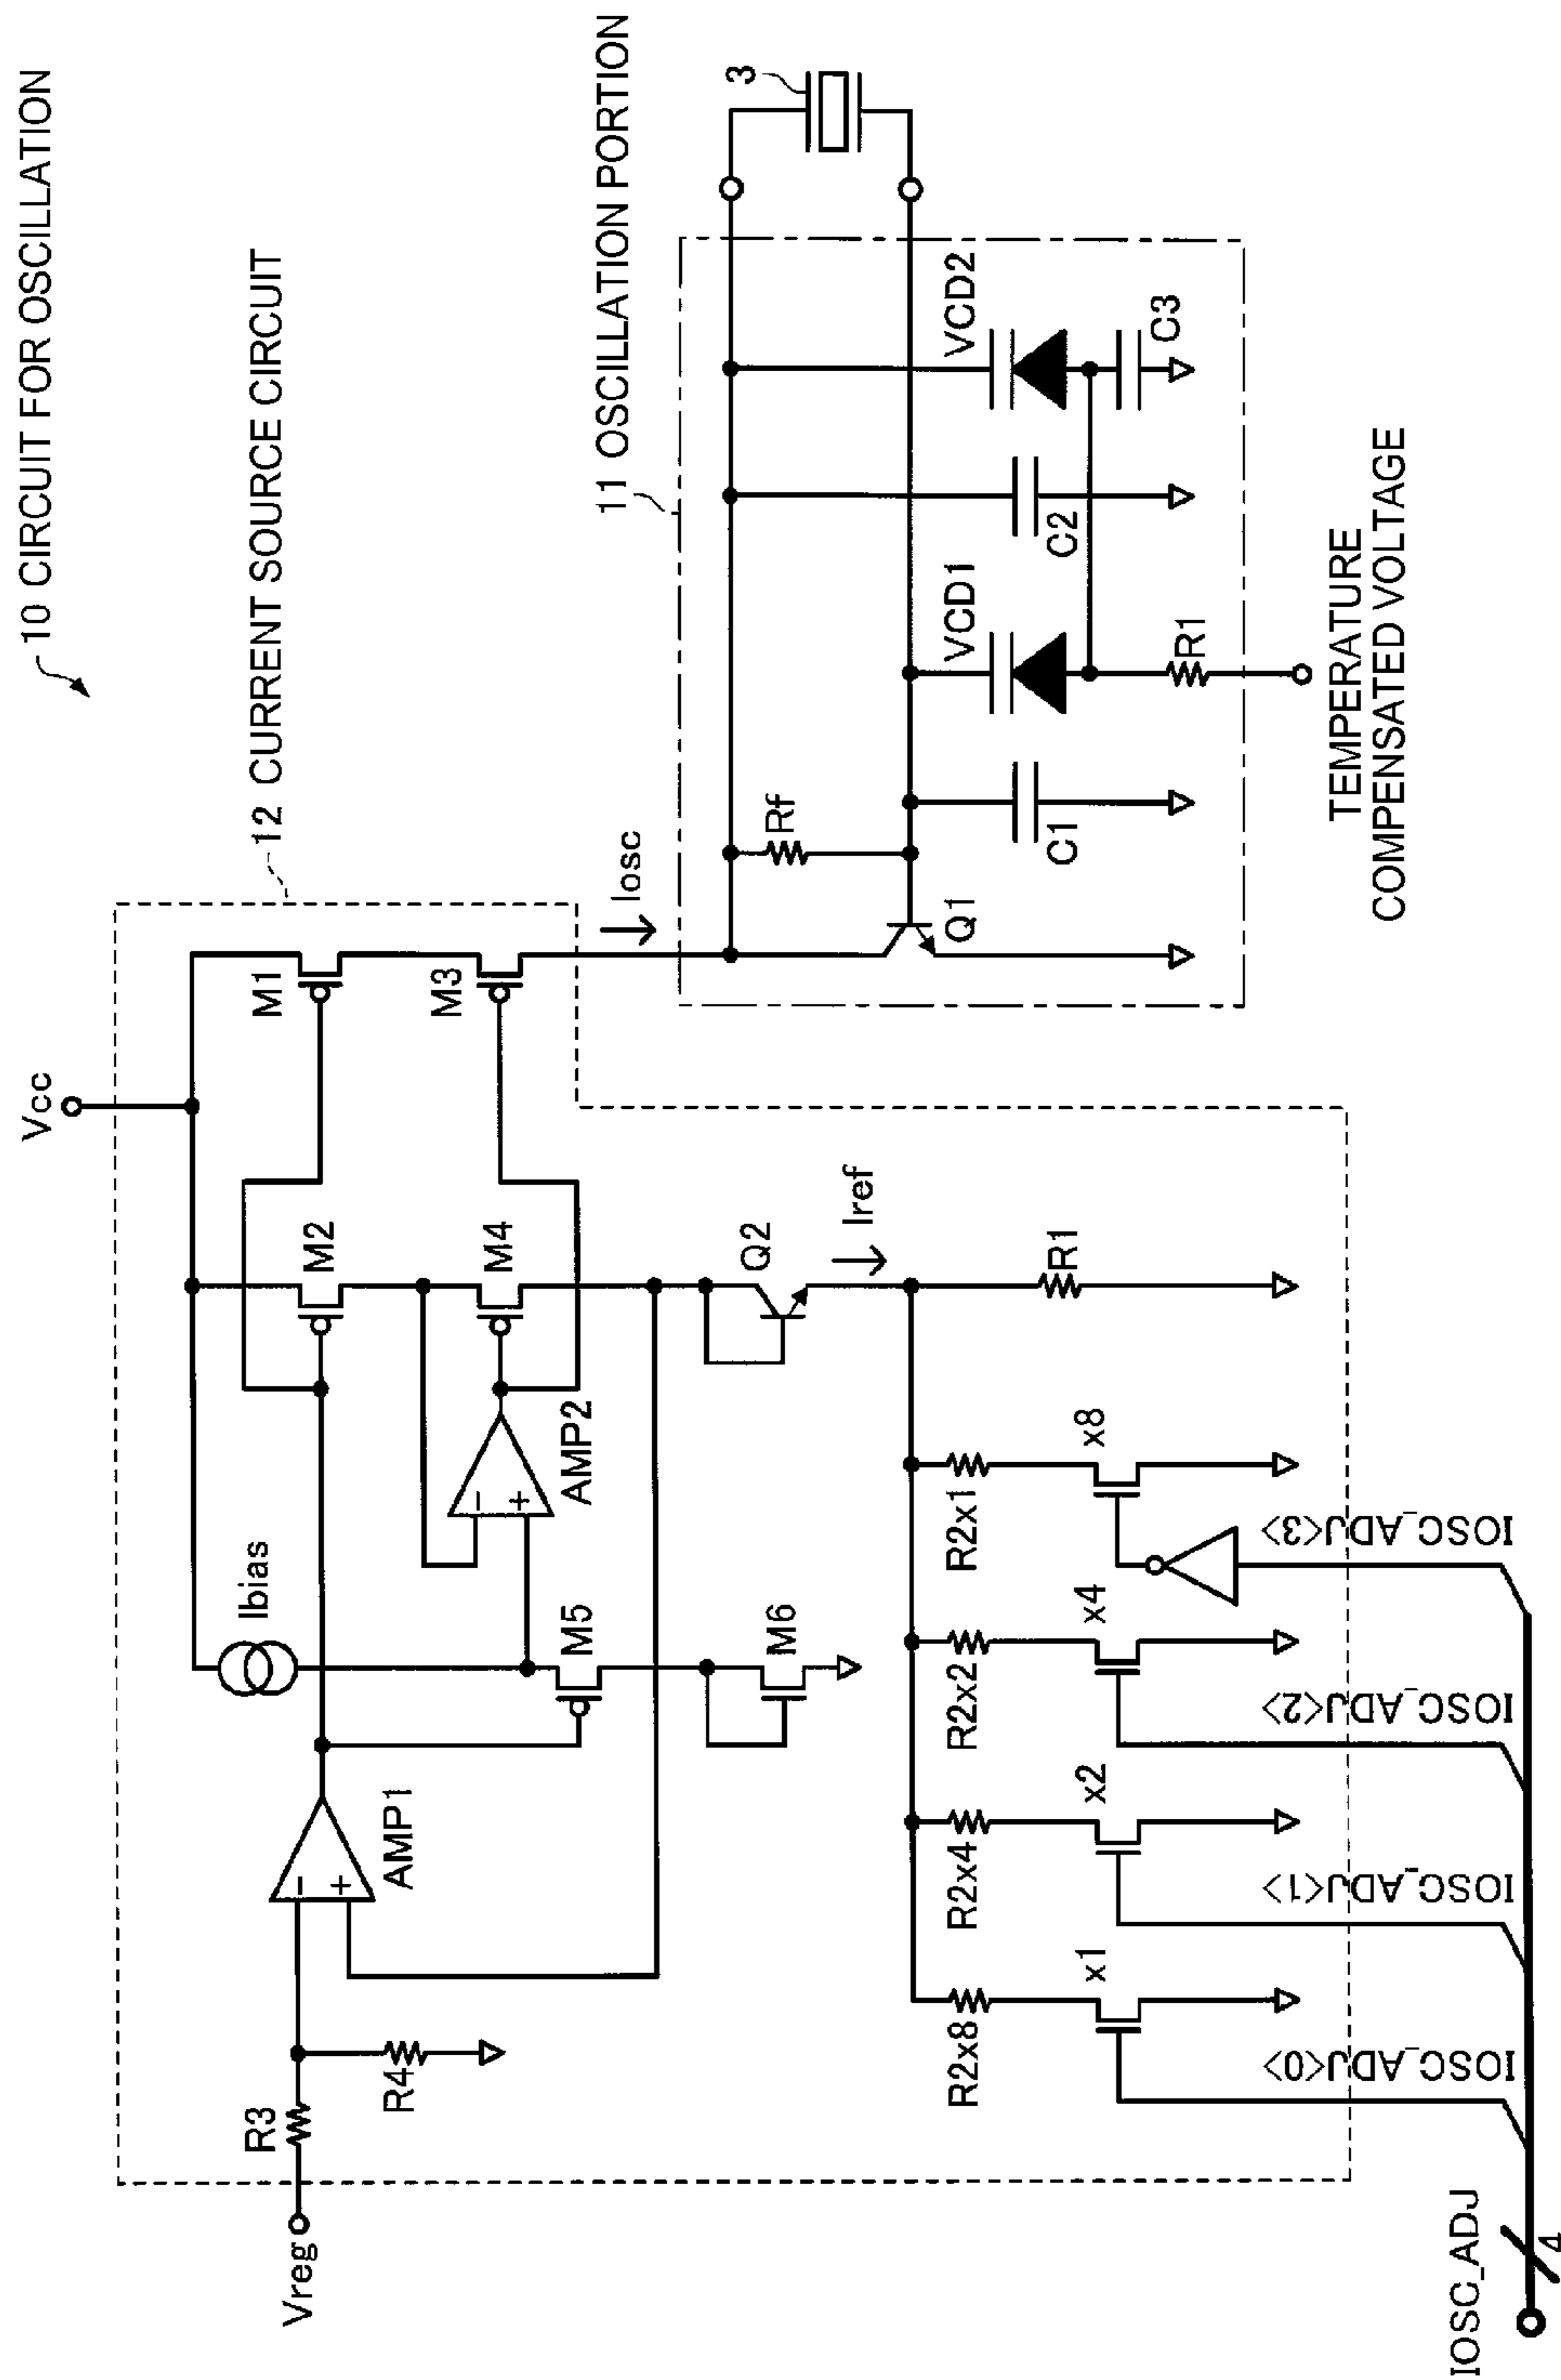 10 CIRCUIT FOR OSCILLATION
12 CURRENT SOURCE CIRCUIT
11 OSCILLATION PORTION
Vcc
Vreg
R3
R4
AMP1
Ibias
M5
M6
AMP2
M2
M4
M1
M3
Q2
Iref
Iosc
R1
R2x8
R2x4
R2x2
R2x1
x1
x2
x4
x8
IOSC_ADJ<0>
IOSC_ADJ<1>
IOSC_ADJ<2>
IOSC_ADJ<3>
IOSC_ADJ
4
Q1
Rf
C1
VCD1
C2
VCD2
C3
R1
3
TEMPERATURE
COMPENSATED VOLTAGE
-
+
-
+